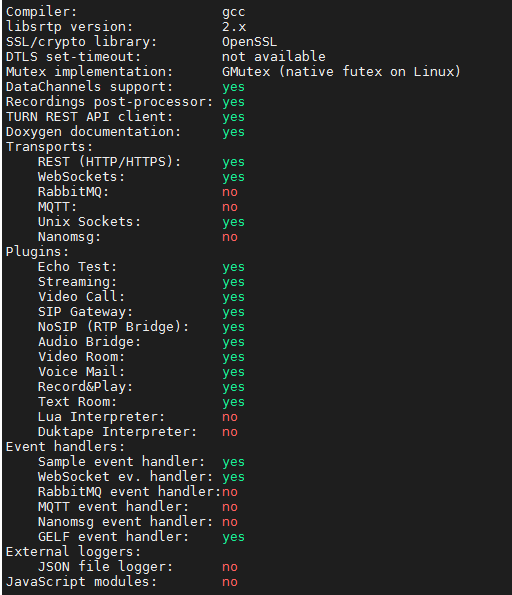 Compiler: gcc
libsrtp version: 2.x
SSL/crypto library: OpenSSL
DTLS set-timeout: not available
Mutex implementation: GMutex (native futex on Linux)
DataChannels support: yes
Recordings post-processor: yes
TURN REST API client: yes
Doxygen documentation: yes
Transports:
    REST (HTTP/HTTPS): yes
    WebSockets: yes
    RabbitMQ: no
    MQTT: no
    Unix Sockets: yes
    Nanomsg: no
Plugins:
    Echo Test: yes
    Streaming: yes
    Video Call: yes
    SIP Gateway: yes
    NoSIP (RTP Bridge): yes
    Audio Bridge: yes
    Video Room: yes
    Voice Mail: yes
    Record&Play: yes
    Text Room: yes
    Lua Interpreter: no
    Duktape Interpreter: no
Event handlers:
    Sample event handler: yes
    WebSocket ev. handler: yes
    RabbitMQ event handler:no
    MQTT event handler: no
    Nanomsg event handler: no
    GELF event handler: yes
External loggers:
    JSON file logger: no
JavaScript modules: no